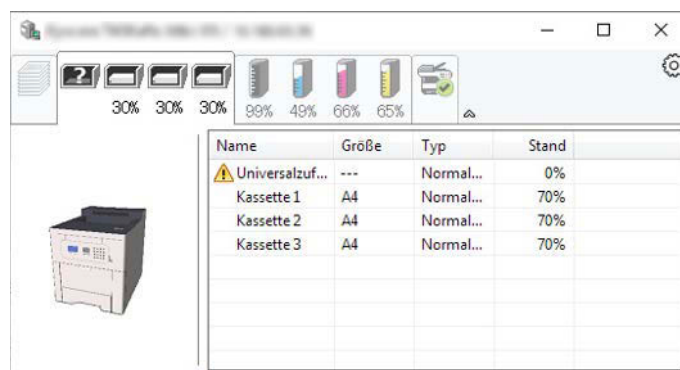 30% 30% 30% 99% 49% 66% 65%
Name Größe Typ Stand
Universalzuf... --- Normal... 0%
Kassette 1 A4 Normal... 70%
Kassette 2 A4 Normal... 70%
Kassette 3 A4 Normal... 70%